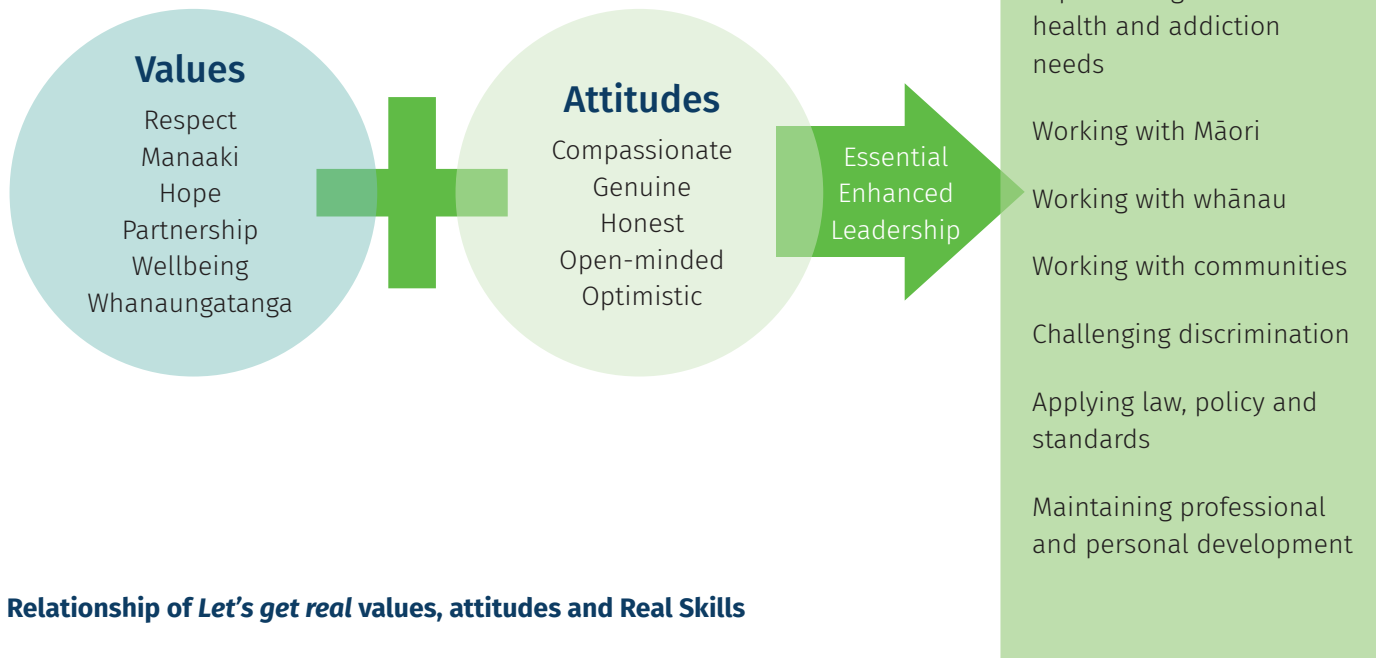 Values
Respect
Manaaki
Hope
Partnership
Wellbeing
Whanaungatanga
Attitudes
Compassionate
Genuine
Honest
Open-minded
Optimistic
Essential
Enhanced
Leadership
health and addiction
needs
Working with Māori
Working with whānau
Working with communities
Challenging discrimination
Applying law, policy and
standards
Maintaining professional
and personal development
Relationship of Let's get real values, attitudes and Real Skills